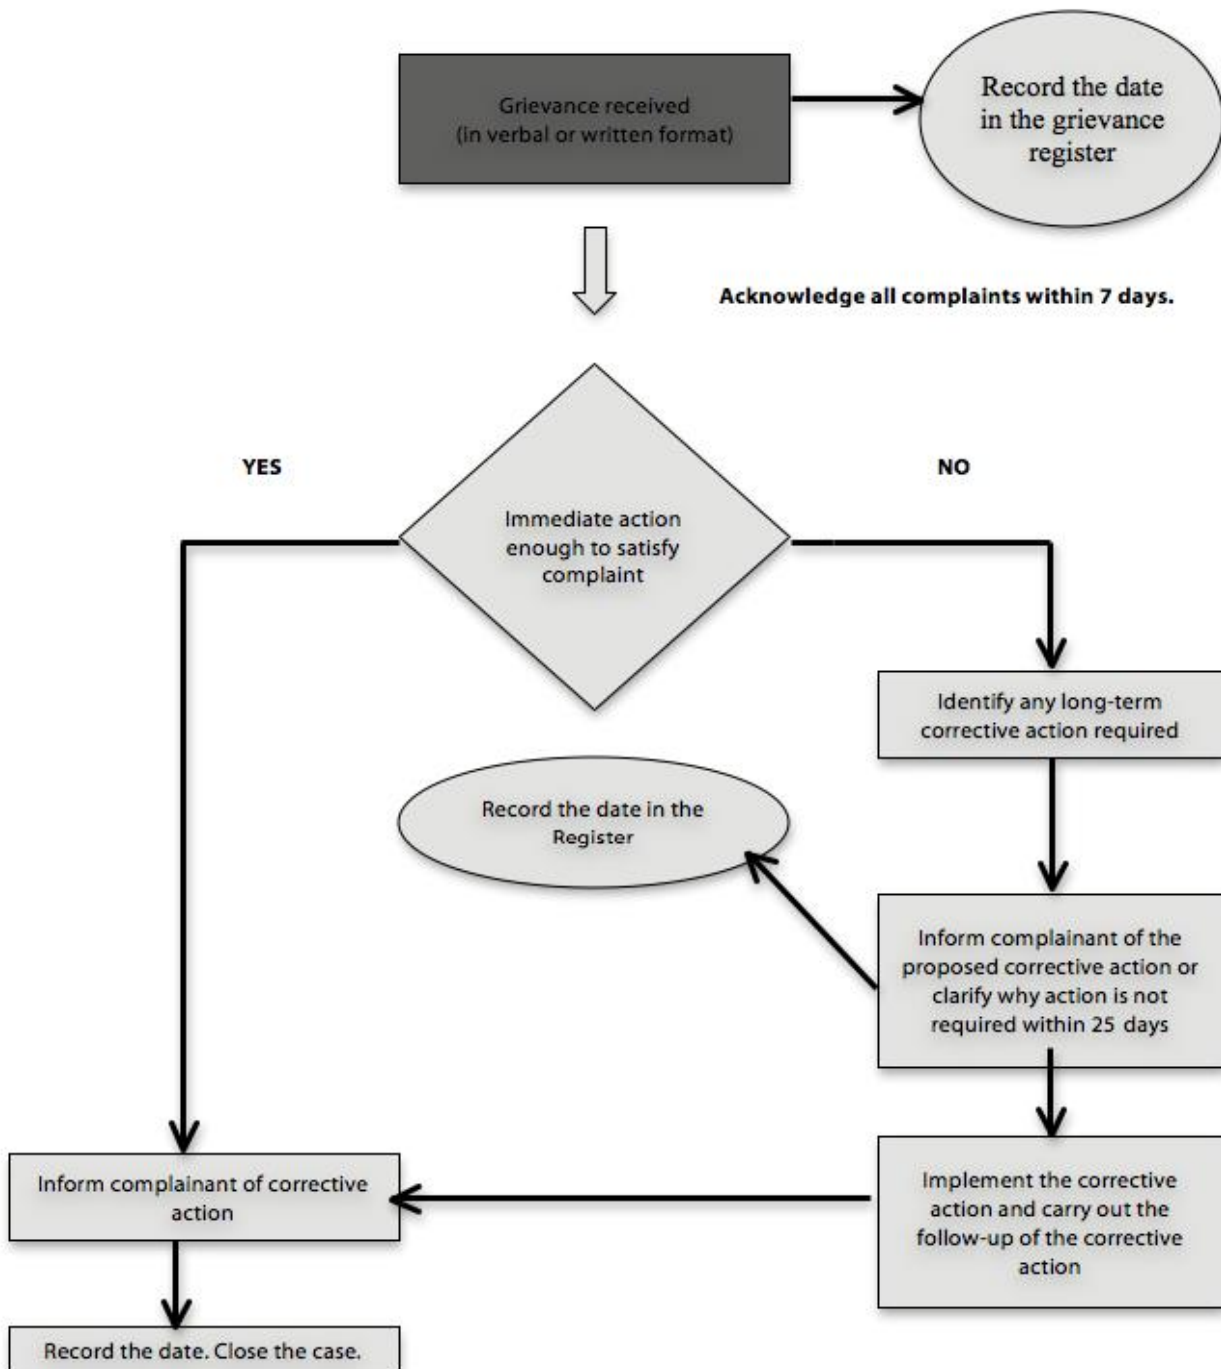 Grievance received
(in verbal or written format)
Record the date
in the grievance
register
Acknowledge all complaints within 7 days.
YES
NO
Immediate action
enough to satisfy
complaint
Identify any long-term
corrective action required
Record the date in the
Register
Inform complainant of the
proposed corrective action or
clarify why action is not
required within 25 days
Inform complainant of corrective
action
Implement the corrective
action and carry out the
follow-up of the corrective
action
Record the date. Close the case.